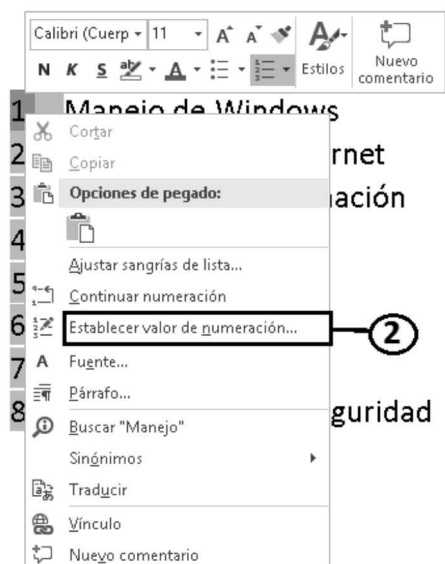 Calibri (Cuerp 11 A A A
N K S ab A Estilos Nuevo comentario
1 Manejo de Windows
2 rnet
3 nación
4
5
6
7
8 guridad
Cortar
Copiar
Opciones de pegado:
Ajustar sangrías de lista...
Continuar numeración
Establecer valor de numeración...
2
A Fuente...
Párrafo...
Buscar "Manejo"
Sinónimos
Traducir
Vínculo
Nuevo comentario